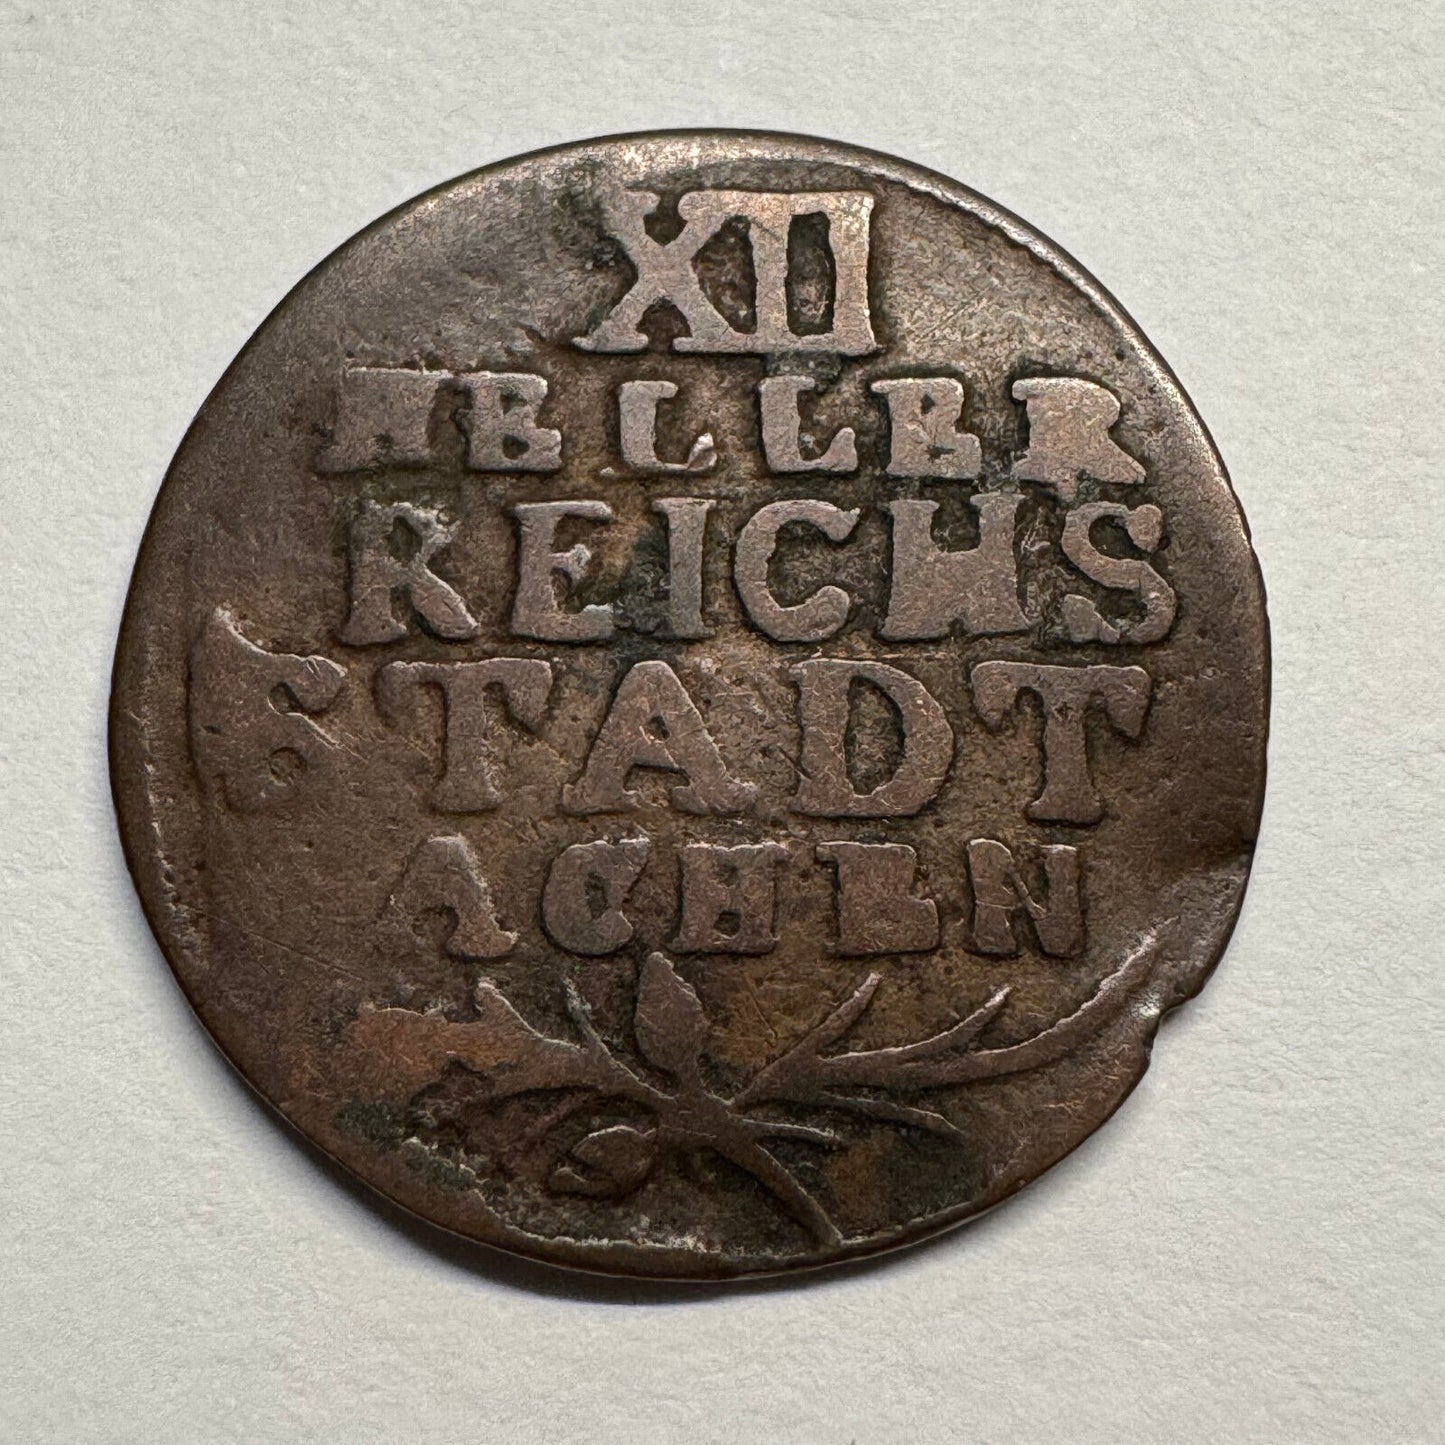 XII
HELLER
REICHS
STADT
ACHEN